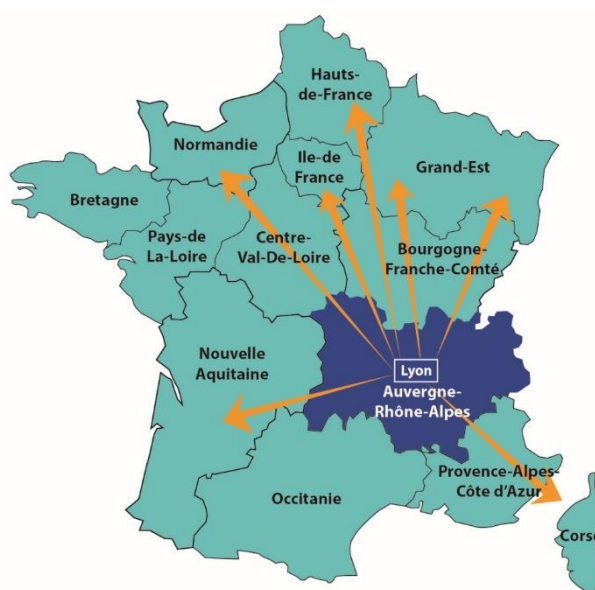 Hauts-
de-France
Normandie
Ile-de
France
Grand-Est
Bretagne
Pays-de
La-Loire
Centre-
Val-De-Loire
Bourgogne-
Franche-Comté
Nouvelle
Aquitaine
Lyon
Auvergne-
Rhône-Alpes
Provence-Alpes-
Côte d'Azur
Occitanie